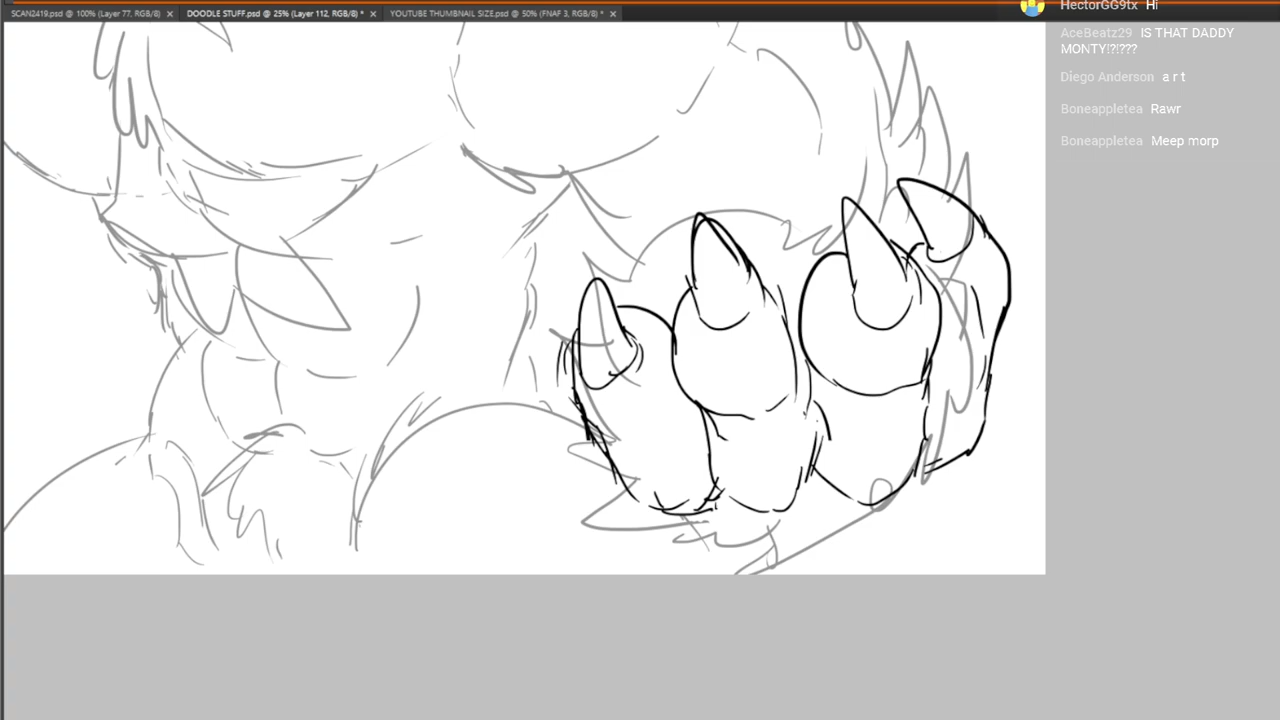 SCAN2419.psd @ 100% (Layer 77, RGB/8) ×
DOODLE STUFF.psd @ 25% (Layer 112, RGB/8) * ×
YOUTUBE THUMBNAIL SIZE.psd @ 50% (FNAF 3, RGB/8) * ×
HectorGG9tx Hi
AceBeatz29 IS THAT DADDY
MONTY!?!???
Diego Anderson a r t
Boneappletea Rawr
Boneappletea Meep morp